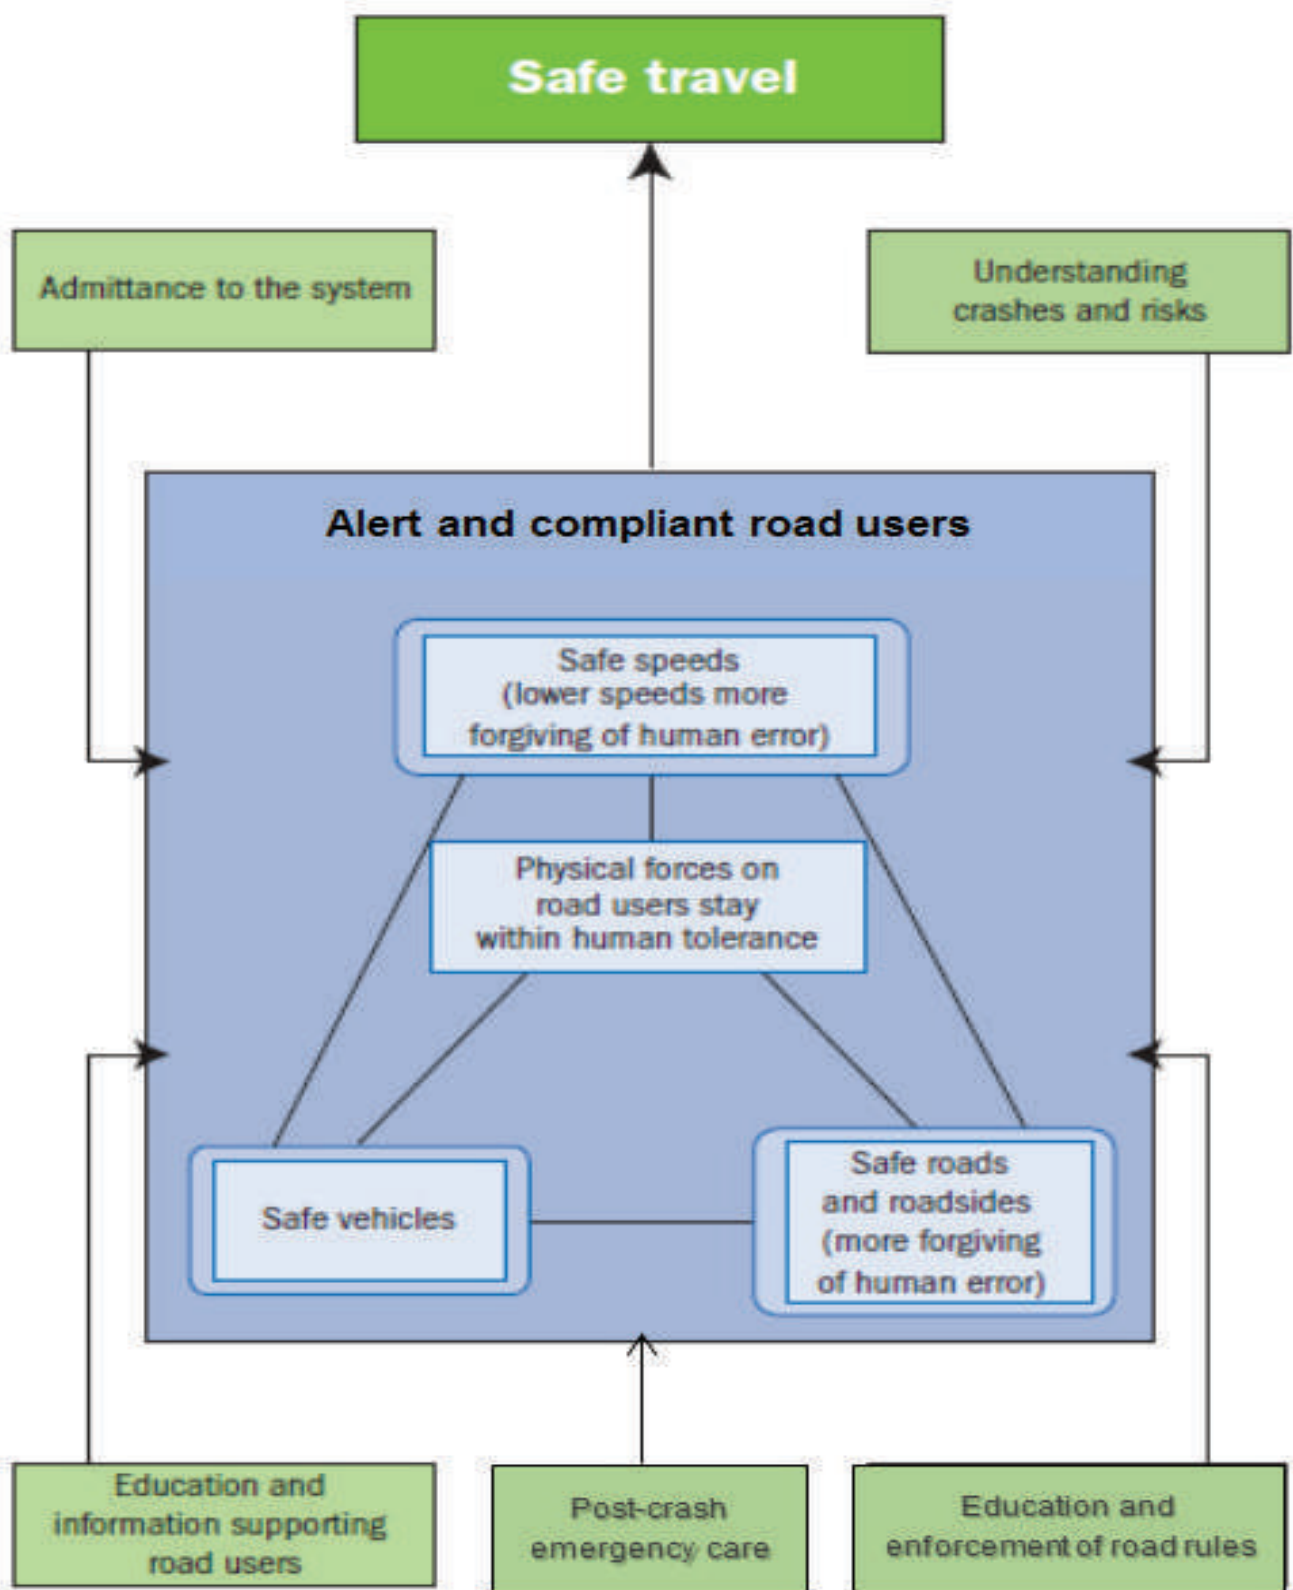 Safe travel
Admittance to the system
Understanding
crashes and risks
Alert and compliant road users
Safe speeds
(lower speeds more
forgiving of human error)
Physical forces on
road users stay
within human tolerance
Safe vehicles
Safe roads
and roadsides
(more forgiving
of human error)
Education and
information supporting
road users
Post-crash
emergency care
Education and
enforcement of road rules